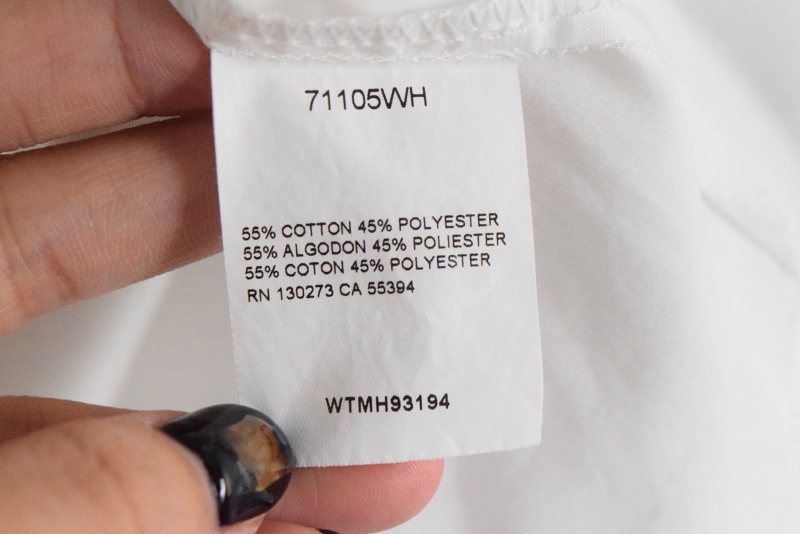 71105WH
55% COTTON 45% POLYESTER
55% ALGODON 45% POLIESTER
55% COTON 45% POLYESTER
RN 130273 CA 55394
WTMH93194